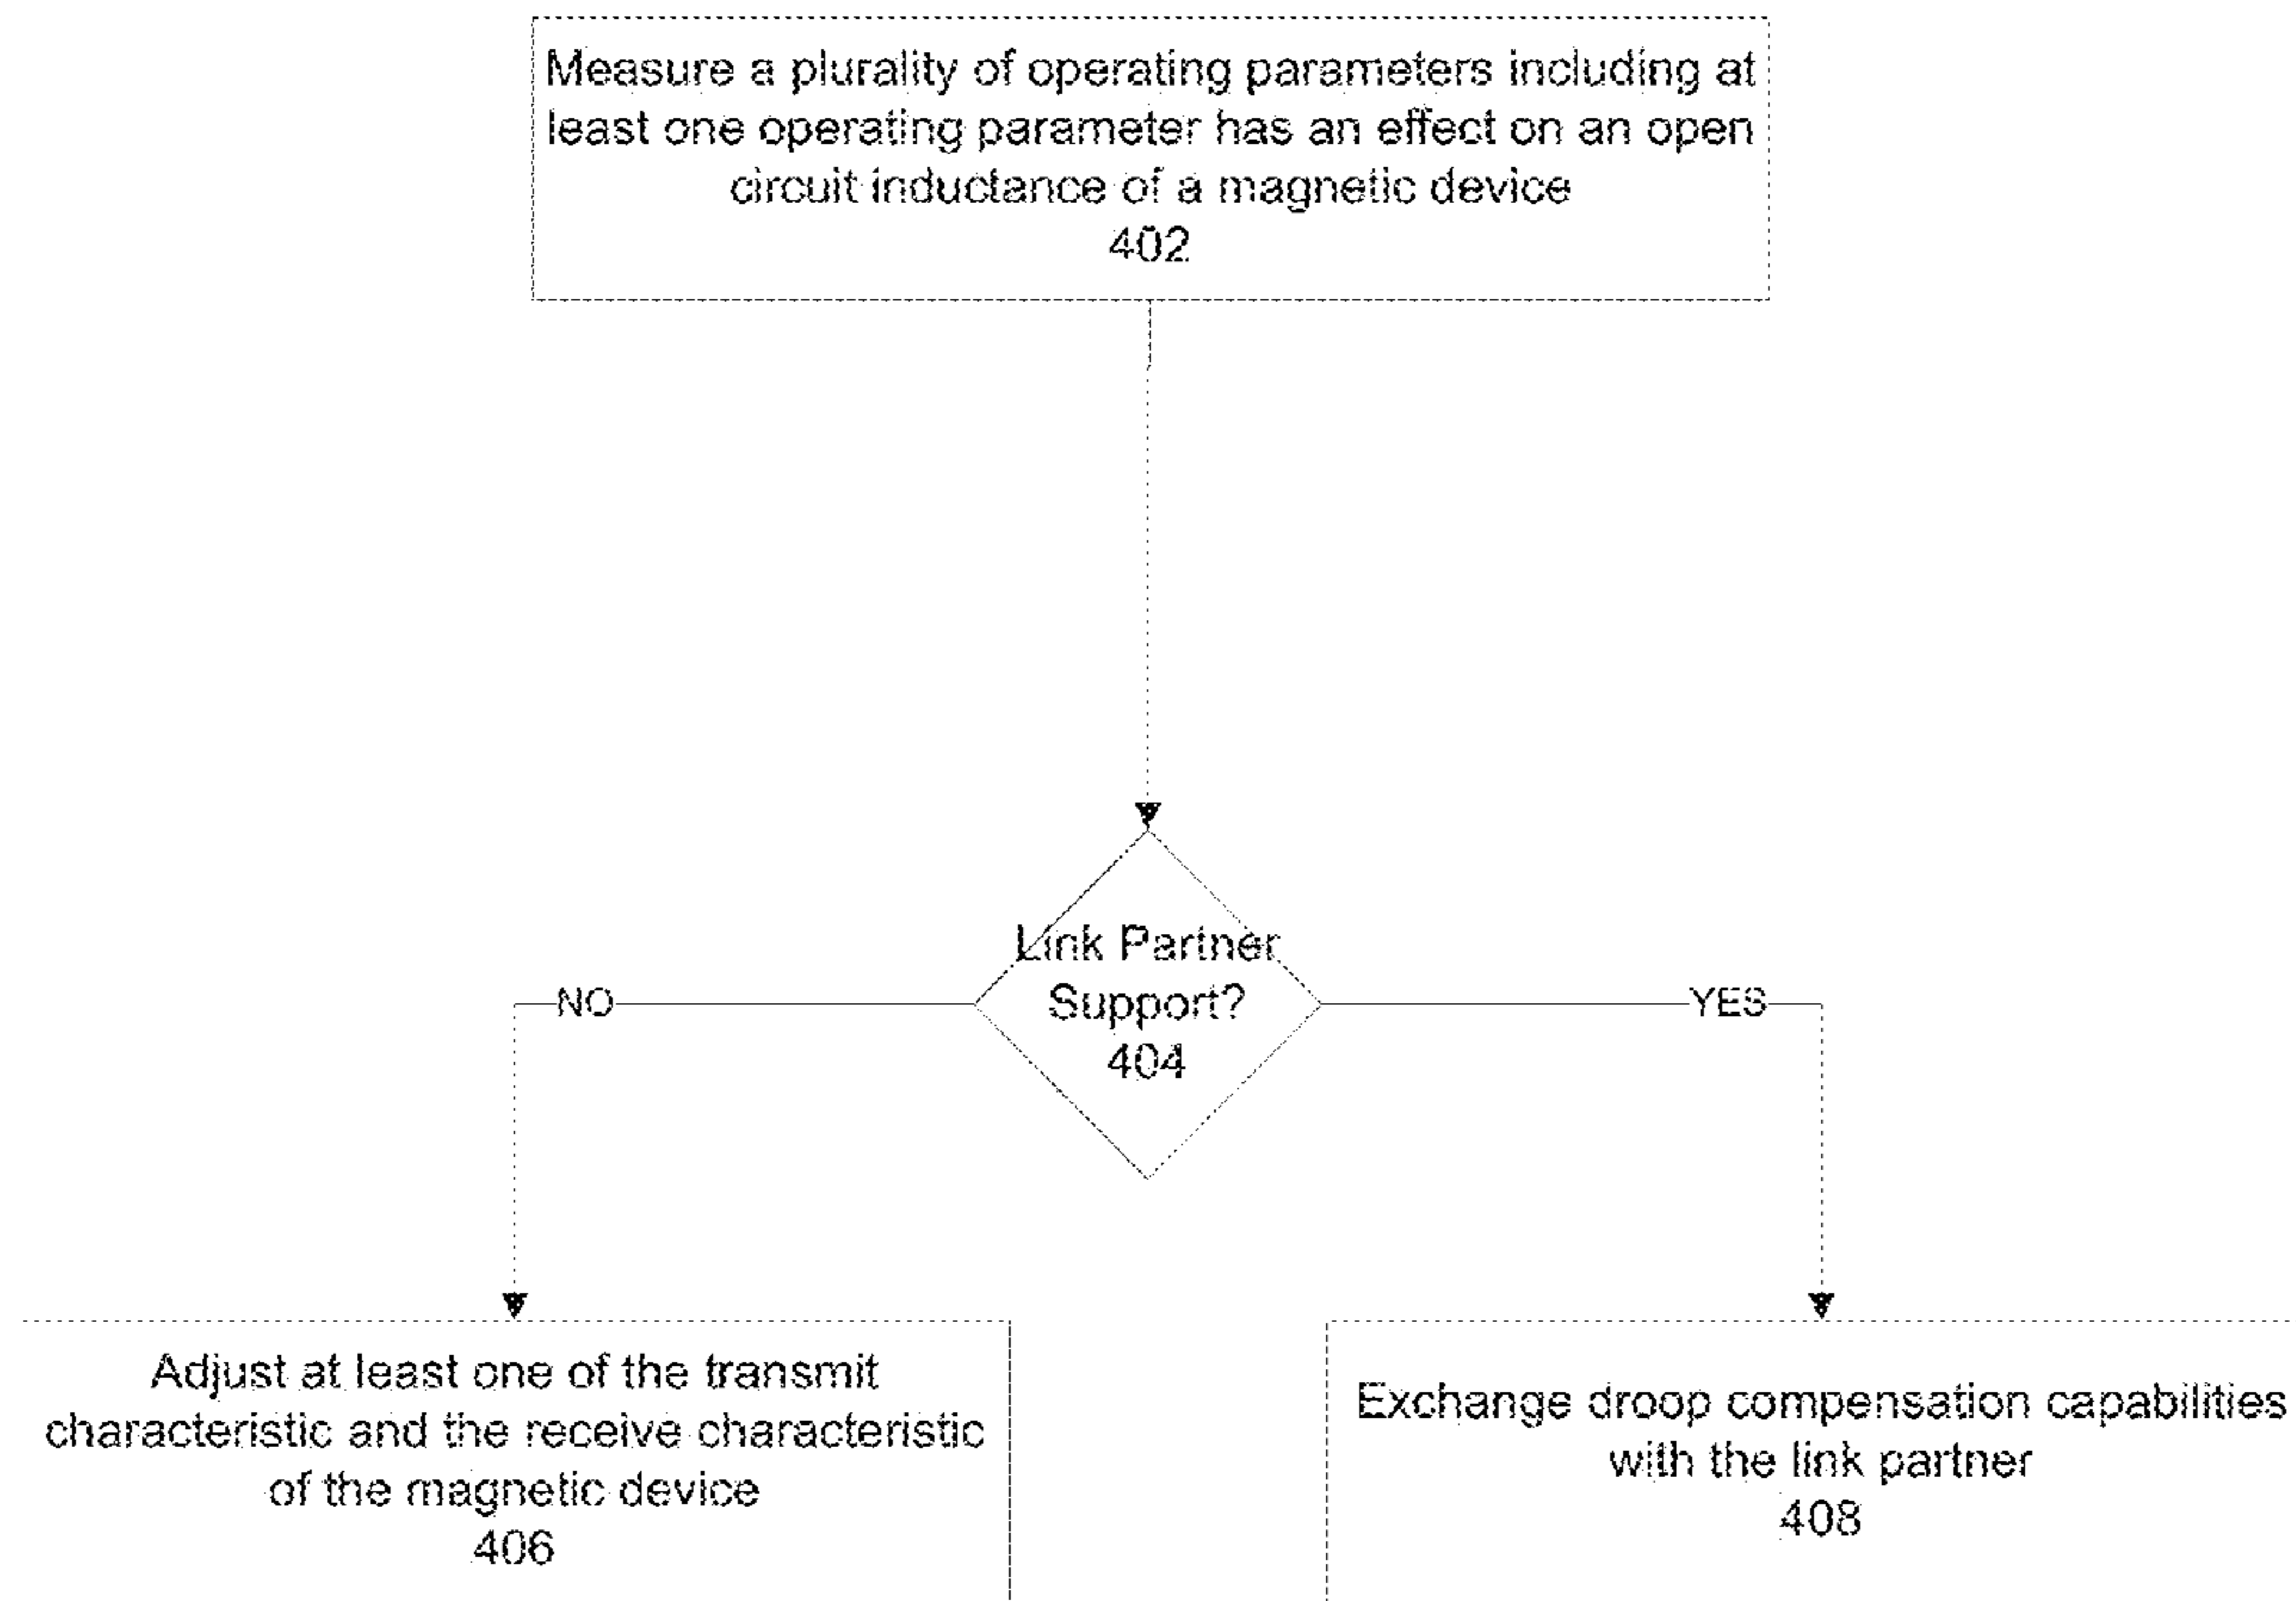 Measure a plurality of operating parameters including at
least one operating parameter has an effect on an open
circuit inductance of a magnetic device
402
Link Partner
Support?
404
NO
YES
Adjust at least one of the transmit
characteristic and the receive characteristic
of the magnetic device
406
Exchange droop compensation capabilities
with the link partner
408